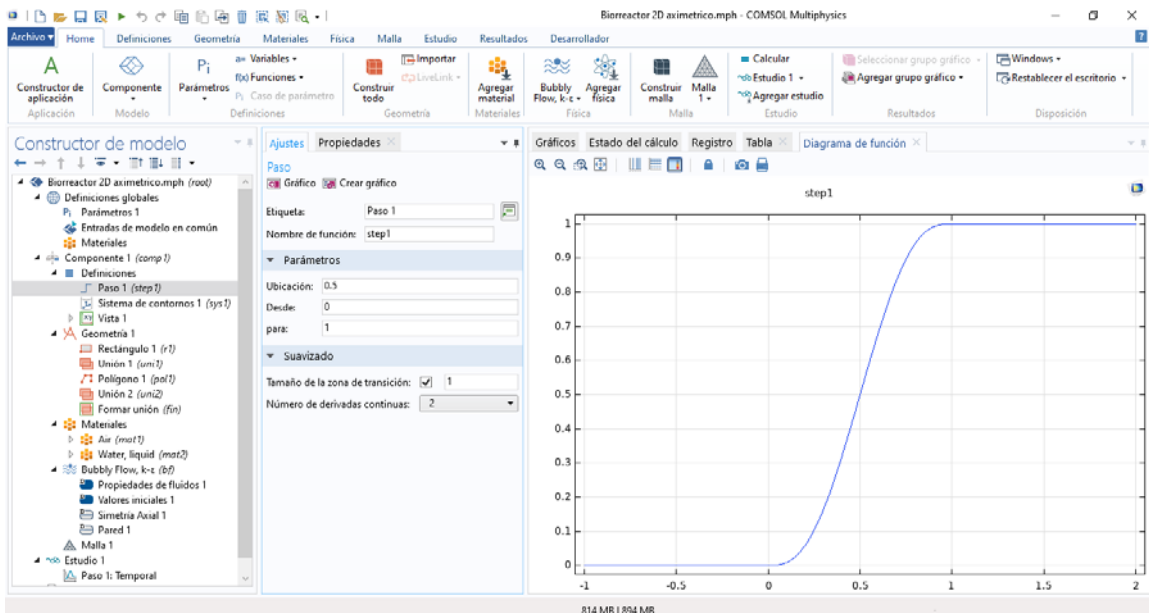 Biorreactor 2D aximetrico.mph - COMSOL Multiphysics
Archivo Home Definiciones Geometría Materiales Física Malla Estudio Resultados Desarrollador
Constructor de aplicación
Aplicación
Componente
Modelo
Parámetros
a= Variables
f(x) Funciones
Pi Caso de parámetro
Definiciones
Construir todo
Importar
LiveLink
Geometría
Agregar material
Materiales
Bubbly Flow, k-ε
Agregar física
Física
Construir malla
Malla 1
Malla
= Calcular
Estudio 1
Agregar estudio
Estudio
Seleccionar grupo gráfico
Agregar grupo gráfico
Resultados
Windows
Restablecer el escritorio
Disposición
Constructor de modelo
Biorreactor 2D aximetrico.mph (root)
Definiciones globales
Pi Parámetros 1
Entradas de modelo en común
Materiales
Componente 1 (comp1)
Definiciones
Paso 1 (step1)
Sistema de contornos 1 (sys1)
Vista 1
Geometría 1
Rectángulo 1 (r1)
Unión 1 (uni1)
Polígono 1 (pol1)
Unión 2 (uni2)
Formar unión (fin)
Materiales
Air (mat1)
Water, liquid (mat2)
Bubbly Flow, k-ε (bf)
Propiedades de fluidos 1
Valores iniciales 1
Simetría Axial 1
Pared 1
Malla 1
Estudio 1
Paso 1: Temporal
Ajustes Propiedades
Paso
Gráfico Crear gráfico
Etiqueta: Paso 1
Nombre de función: step1
Parámetros
Ubicación: 0.5
Desde: 0
para: 1
Suavizado
Tamaño de la zona de transición: 1
Número de derivadas continuas: 2
Gráficos Estado del cálculo Registro Tabla Diagrama de función
step1
1
0.9
0.8
0.7
0.6
0.5
0.4
0.3
0.2
0.1
0
-1 -0.5 0 0.5 1 1.5 2
814 MB | 894 MB